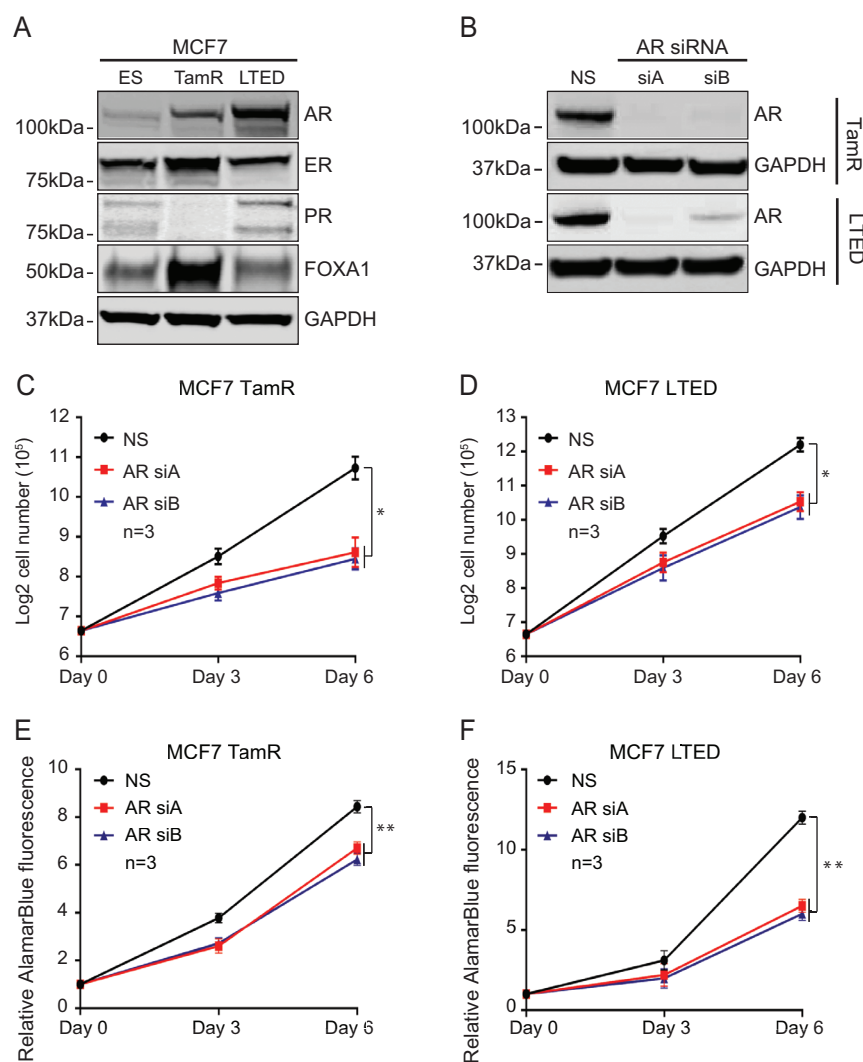 A
MCF7
ES TamR LTED
100kDa - AR
75kDa - ER
75kDa - PR
50kDa - FOXA1
37kDa - GAPDH
B
AR siRNA
NS siA siB
100kDa - AR
37kDa - GAPDH
TamR
100kDa - AR
37kDa - GAPDH
LTED
C
MCF7 TamR
Log2 cell number (10⁵)
12
11
10
9
8
7
6
NS
AR siA
AR siB
n=3
*
Day 0 Day 3 Day 6
D
MCF7 LTED
Log2 cell number (10⁵)
13
12
11
10
9
8
7
6
NS
AR siA
AR siB
n=3
*
Day 0 Day 3 Day 6
E
MCF7 TamR
Relative AlamarBlue fluorescence
10
8
6
4
2
0
NS
AR siA
AR siB
n=3
**
Day 0 Day 3 Day 6
F
MCF7 LTED
Relative AlamarBlue fluorescence
15
10
5
0
NS
AR siA
AR siB
n=3
**
Day 0 Day 3 Day 6